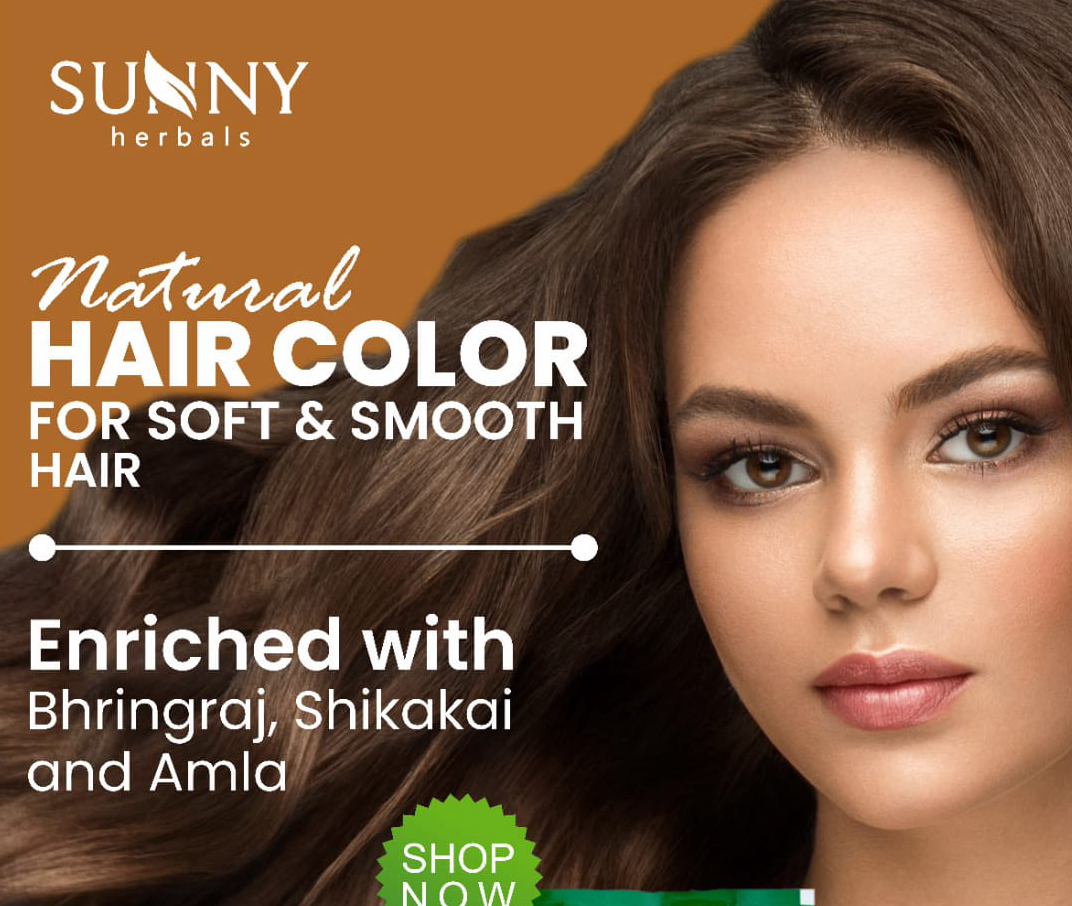 SUNNY
herbals
Natural
HAIR COLOR
FOR SOFT & SMOOTH
HAIR
Enriched with
Bhringraj, Shikakai
and Amla
SHOP
NOW